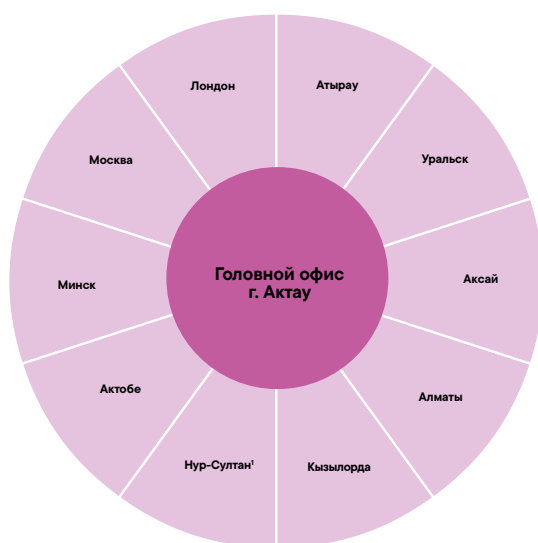 Лондон
Атырау
Москва
Уральск
Головной офис
г. Актау
Минск
Аксай
Актобе
Алматы
Нур-Султан¹
Кызылорда